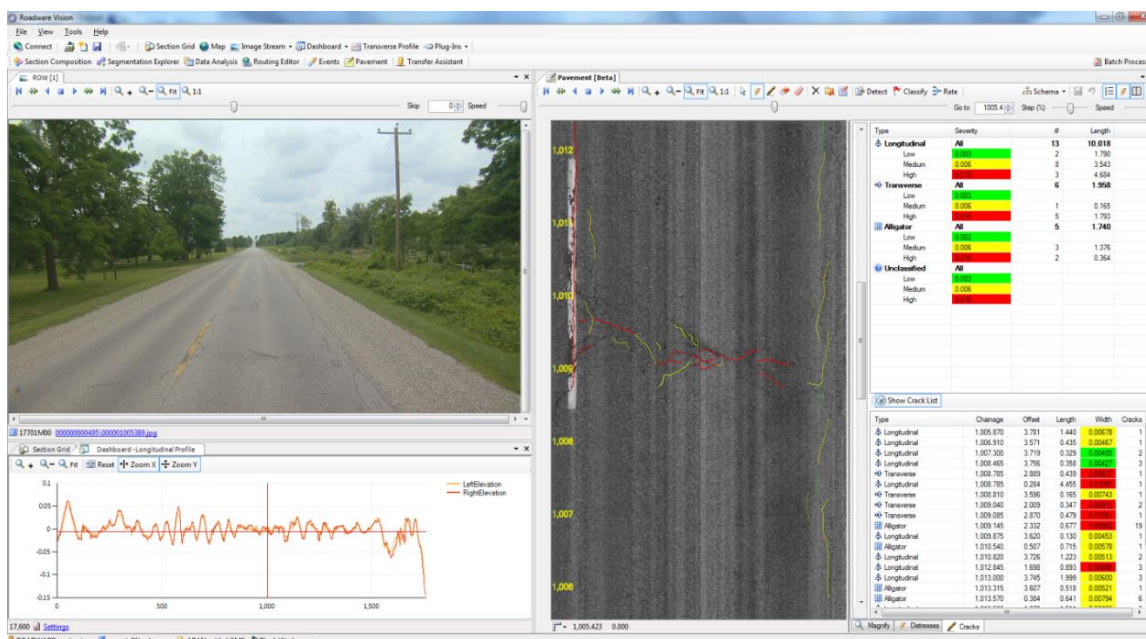 Roadware Vision
File View Tools Help
Connect Section Grid Map Image Stream Dashboard Transverse Profile Plug-Ins
Section Composition Segmentation Explorer Data Analysis Routing Editor Events Pavement Transfer Assistant Batch Proce
ROW [1]
Fit 1:1
Skip 0 Speed
17701M00 000000000495\000001005389.jpg
Section Grid Dashboard - Longitudinal Profile
Fit Reset Zoom X Zoom Y
LeftElevation
RightElevation
0.1
0.05
0
-0.05
-0.1
-0.15
0 500 1,000 1,500
17,600 Settings
Pavement [Beta]
Fit 1:1 Detect Classify Rate Schema
Go to 1005.4 Step (%) Speed
1,012
1,011
1,010
1,009
1,008
1,007
1,006
1,005.423 0.000
Type Severity # Length
Longitudinal All 13 10.018
Low 0.003 2 1.790
Medium 0.006 8 3.543
High 0.010 3 4.684
Transverse All 6 1.958
Low 0.003
Medium 0.006 1 0.165
High 0.010 5 1.793
Alligator All 5 1.740
Low 0.003
Medium 0.006 3 1.376
High 0.010 2 0.364
Unclassified All
Low 0.003
Medium 0.006
High 0.010
Show Crack List
Type Chainage Offset Length Width Cracks
Longitudinal 1,005.870 3.781 1.440 0.00678 1
Longitudinal 1,006.910 3.571 0.435 0.00467 1
Longitudinal 1,007.300 3.719 0.329 0.00405 2
Longitudinal 1,008.465 3.756 0.358 0.00427 3
Transverse 1,008.785 2.889 0.439 1
Longitudinal 1,008.785 0.284 4.455 1
Transverse 1,008.810 3.596 0.165 0.00743 1
Transverse 1,009.040 2.009 0.347 2
Transverse 1,009.085 2.870 0.479 1
Alligator 1,009.145 2.332 0.677 19
Longitudinal 1,009.875 3.620 0.130 0.00453 1
Alligator 1,010.540 0.507 0.715 0.00578 1
Longitudinal 1,010.820 3.726 1.223 0.00513 2
Longitudinal 1,012.845 1.698 0.893 3
Longitudinal 1,013.000 3.745 1.999 0.00600 3
Alligator 1,013.315 3.607 0.518 0.00521 1
Alligator 1,013.570 0.384 0.641 0.00794 6
Magnify Distresses Cracks